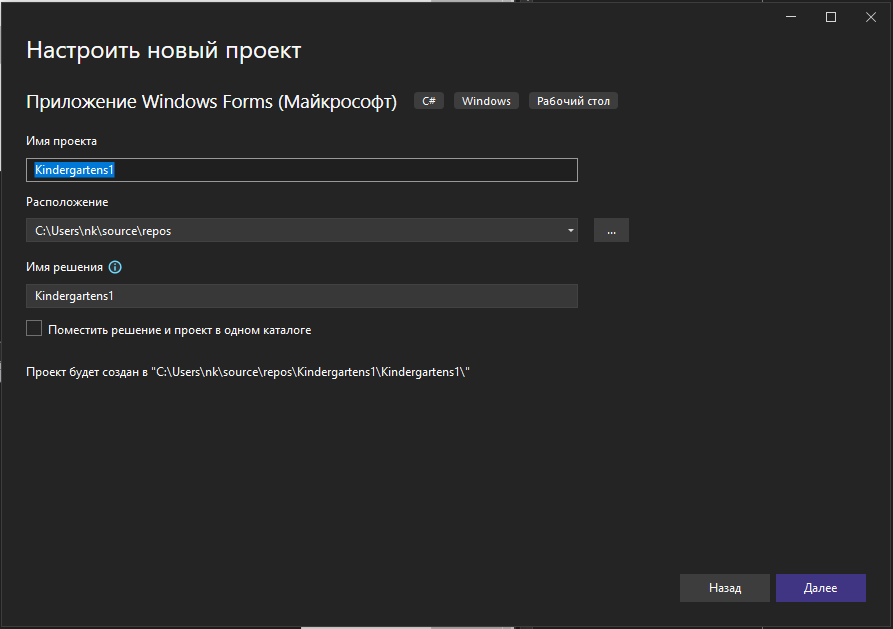 Настроить новый проект
Приложение Windows Forms (Майкрософт) C# Windows Рабочий стол
Имя проекта
Kindergartens1
Расположение
C:\Users\nk\source\repos
...
Имя решения
Kindergartens1
Поместить решение и проект в одном каталоге
Проект будет создан в "C:\Users\nk\source\repos\Kindergartens1\Kindergartens1\"
Назад Далее